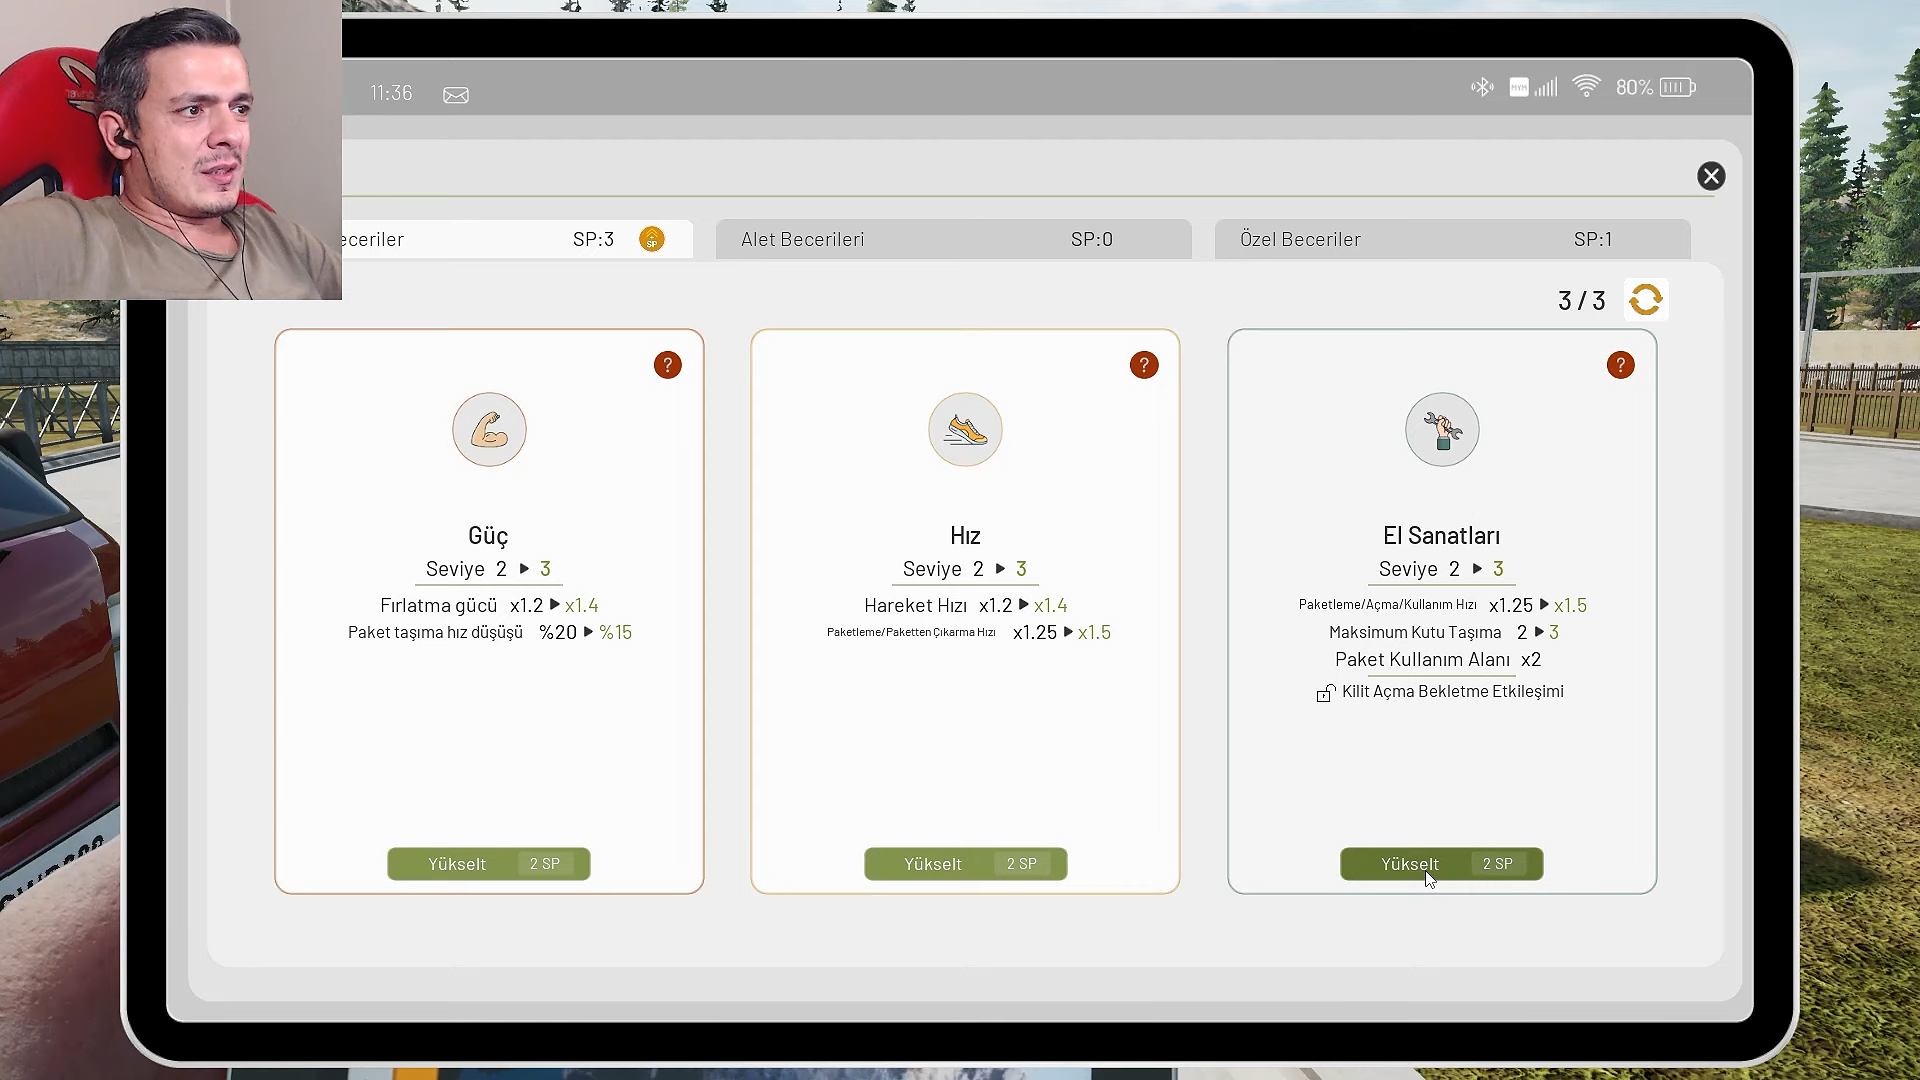 11:36
80%
eceriler SP:3 SP
Alet Becerileri SP:0
Özel Beceriler SP:1
3 / 3
?
Güç
Seviye 2 ▶ 3
Fırlatma gücü x1.2 ▶ x1.4
Paket taşıma hız düşüşü %20 ▶ %15
Yükselt 2 SP
?
Hız
Seviye 2 ▶ 3
Hareket Hızı x1.2 ▶ x1.4
Paketleme/Paketten Çıkarma Hızı x1.25 ▶ x1.5
Yükselt 2 SP
?
El Sanatları
Seviye 2 ▶ 3
Paketleme/Açma/Kullanım Hızı x1.25 ▶ x1.5
Maksimum Kutu Taşıma 2 ▶ 3
Paket Kullanım Alanı x2
Kilit Açma Bekletme Etkileşimi
Yükselt 2 SP